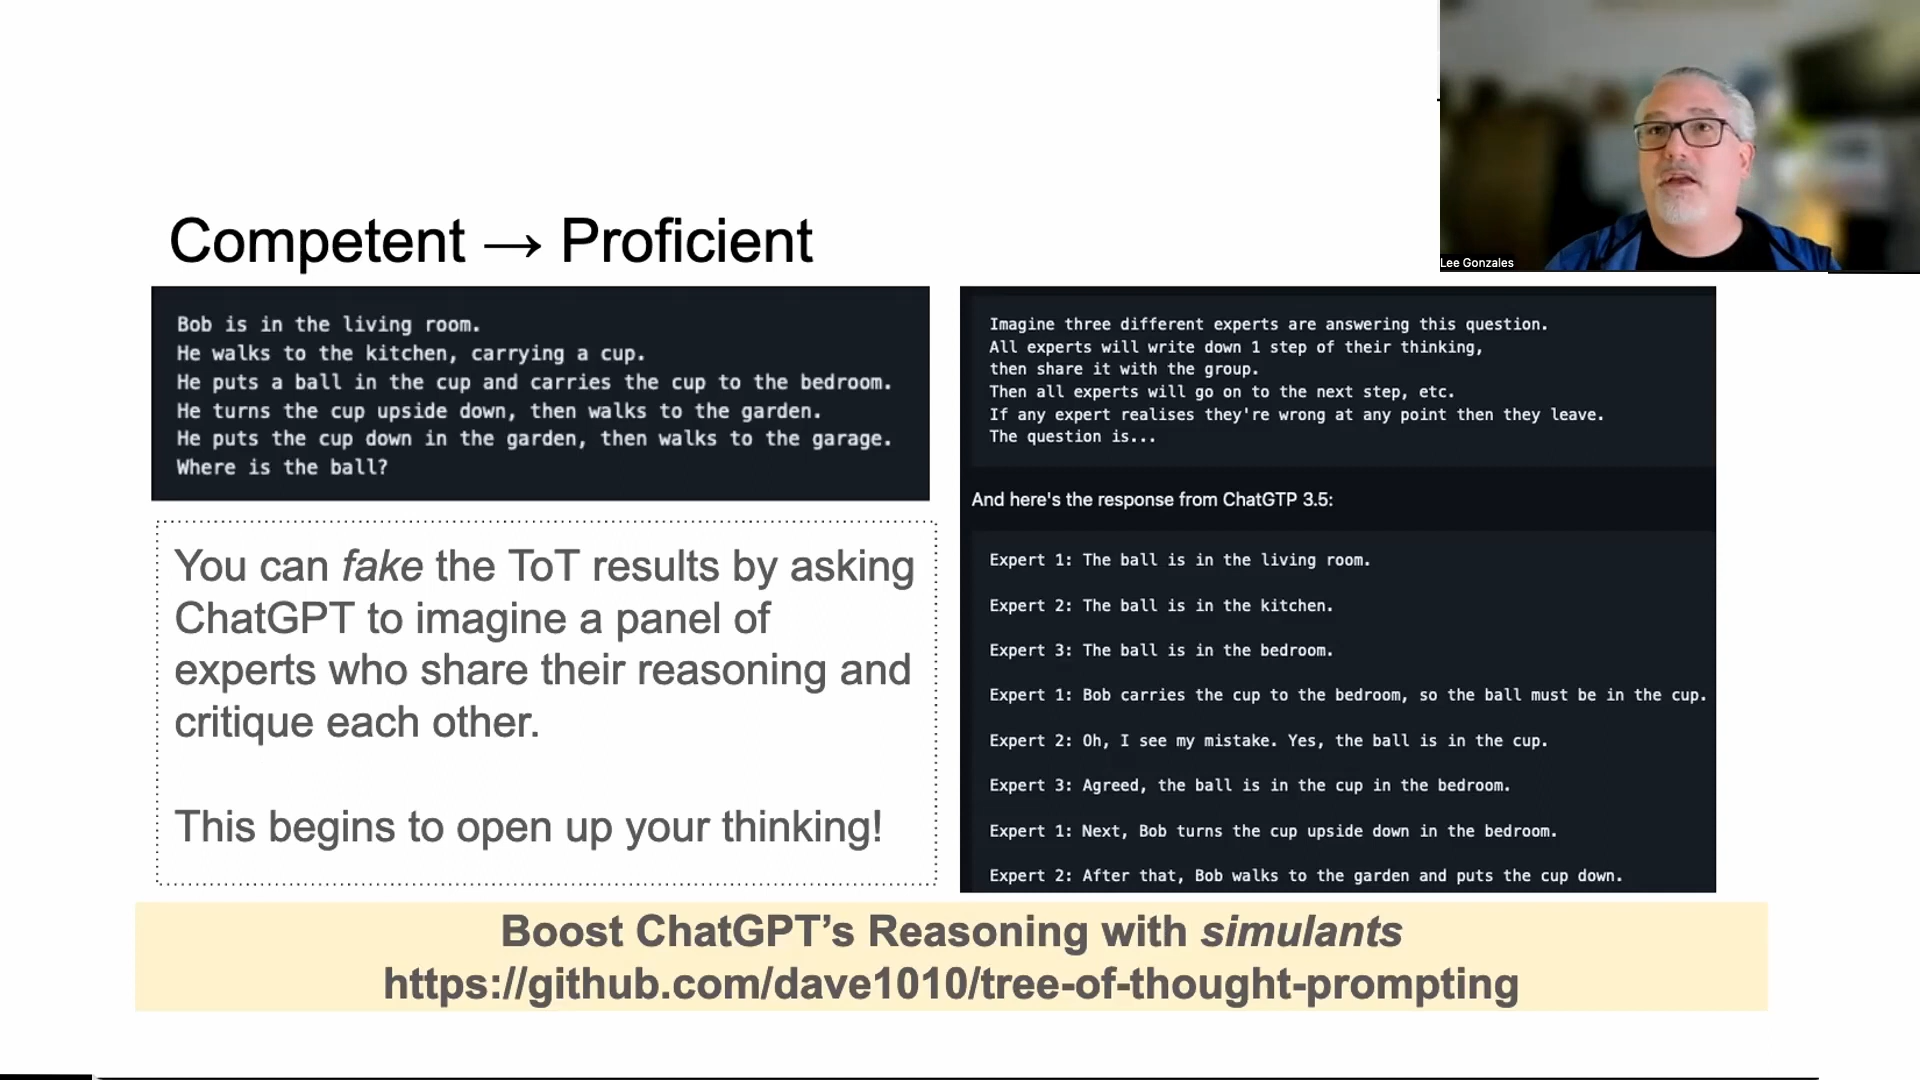 Lee Gonzales
Competent → Proficient
Bob is in the living room.
He walks to the kitchen, carrying a cup.
He puts a ball in the cup and carries the cup to the bedroom.
He turns the cup upside down, then walks to the garden.
He puts the cup down in the garden, then walks to the garage.
Where is the ball?
You can fake the ToT results by asking
ChatGPT to imagine a panel of
experts who share their reasoning and
critique each other.
This begins to open up your thinking!
Imagine three different experts are answering this question.
All experts will write down 1 step of their thinking,
then share it with the group.
Then all experts will go on to the next step, etc.
If any expert realises they're wrong at any point then they leave.
The question is...
And here's the response from ChatGTP 3.5:
Expert 1: The ball is in the living room.
Expert 2: The ball is in the kitchen.
Expert 3: The ball is in the bedroom.
Expert 1: Bob carries the cup to the bedroom, so the ball must be in the cup.
Expert 2: Oh, I see my mistake. Yes, the ball is in the cup.
Expert 3: Agreed, the ball is in the cup in the bedroom.
Expert 1: Next, Bob turns the cup upside down in the bedroom.
Expert 2: After that, Bob walks to the garden and puts the cup down.
Boost ChatGPT’s Reasoning with simulants
https://github.com/dave1010/tree-of-thought-prompting